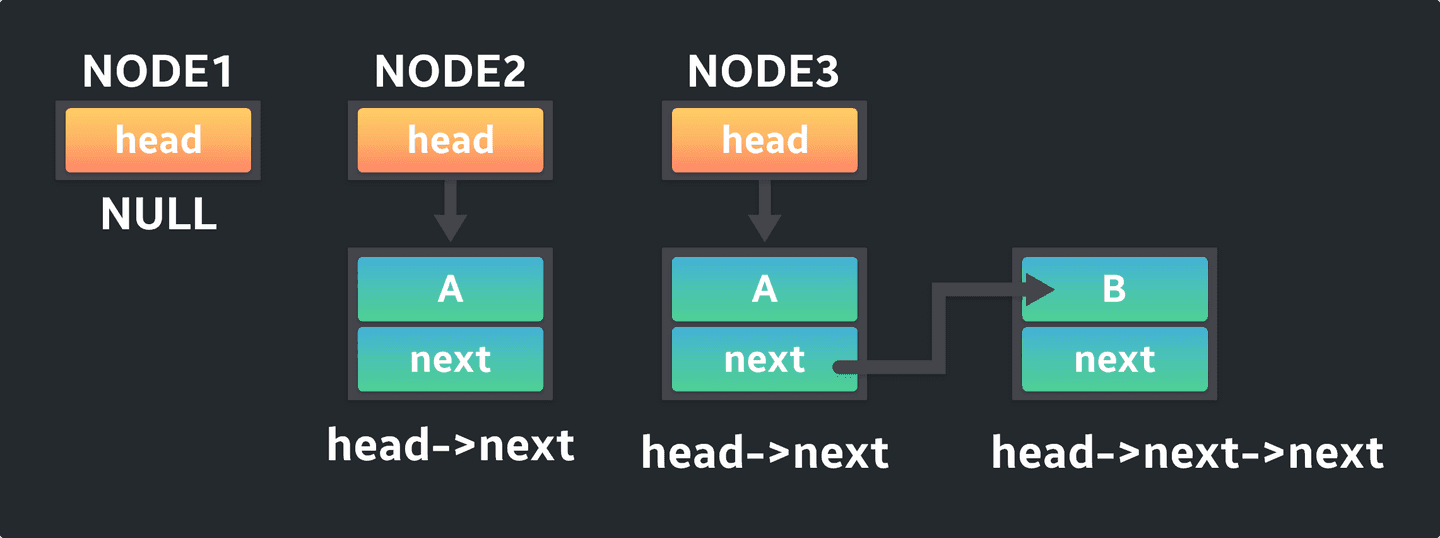 NODE1
head
NULL
NODE2
head
A
next
head->next
NODE3
head
A
next
head->next
B
next
head->next->next